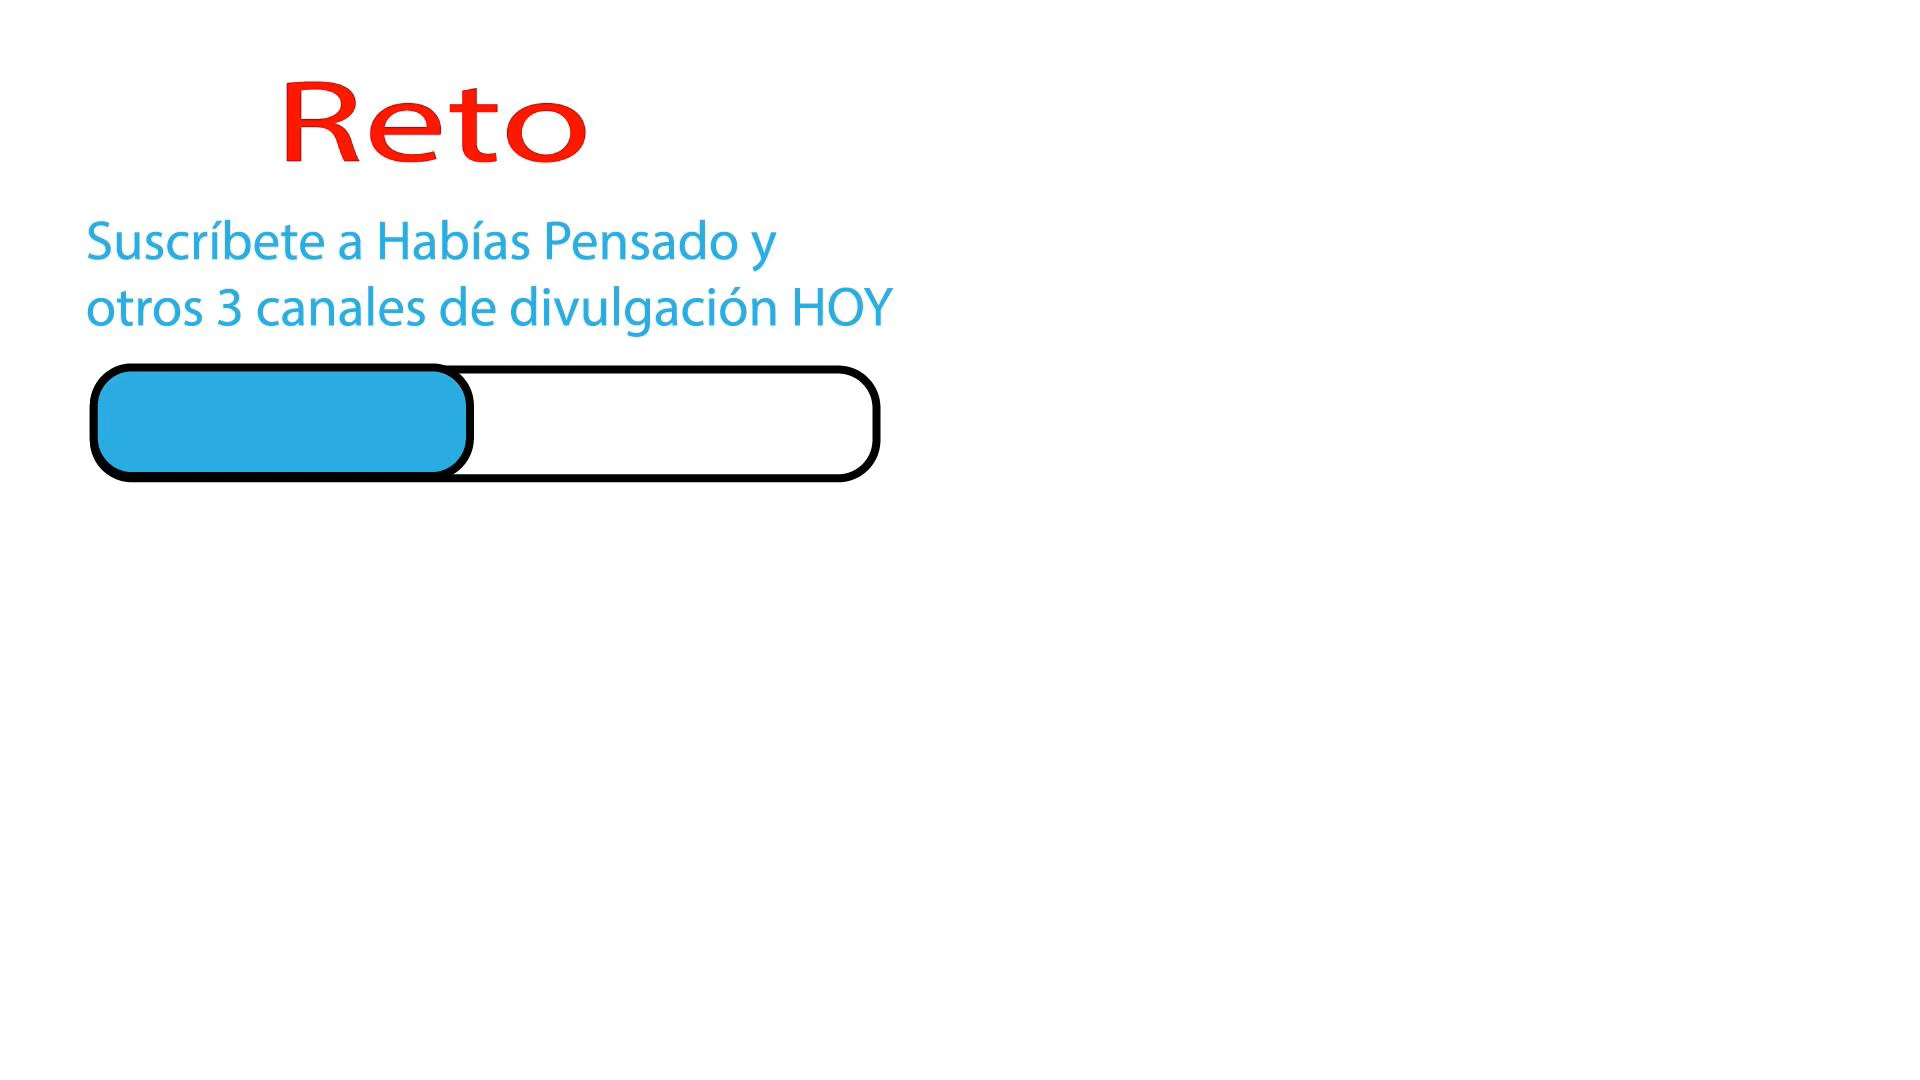 Reto
Suscríbete a Habías Pensado y
otros 3 canales de divulgación HOY